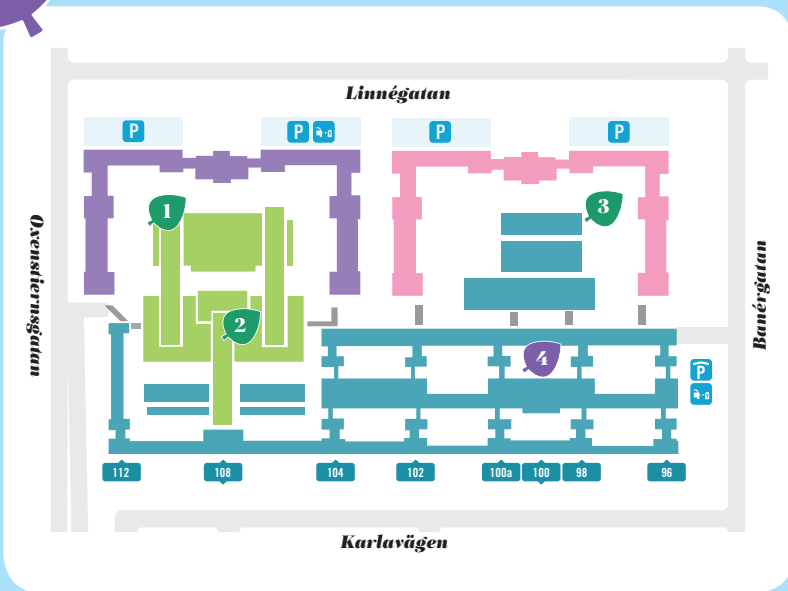 Linnégatan
P
P
P
P
1
3
Oxenstiernsgatan
Banérgatan
2
4
P
112
108
104
102
100a
100
98
96
Karlavägen